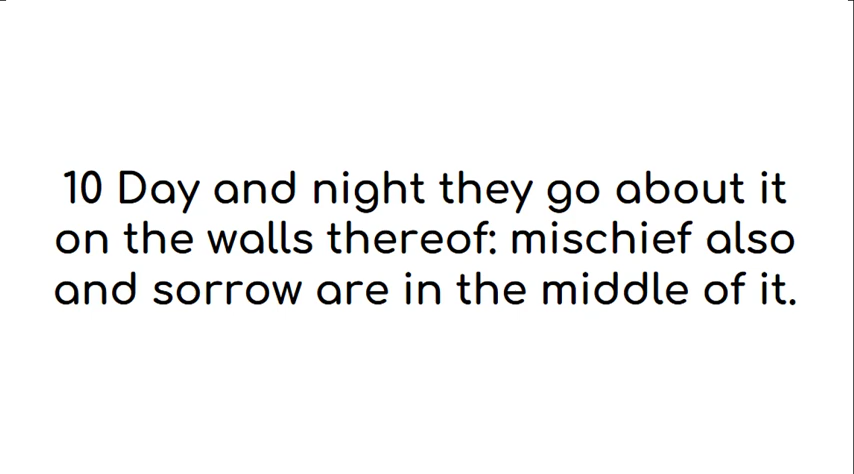 10 Day and night they go about it
on the walls thereof: mischief also
and sorrow are in the middle of it.